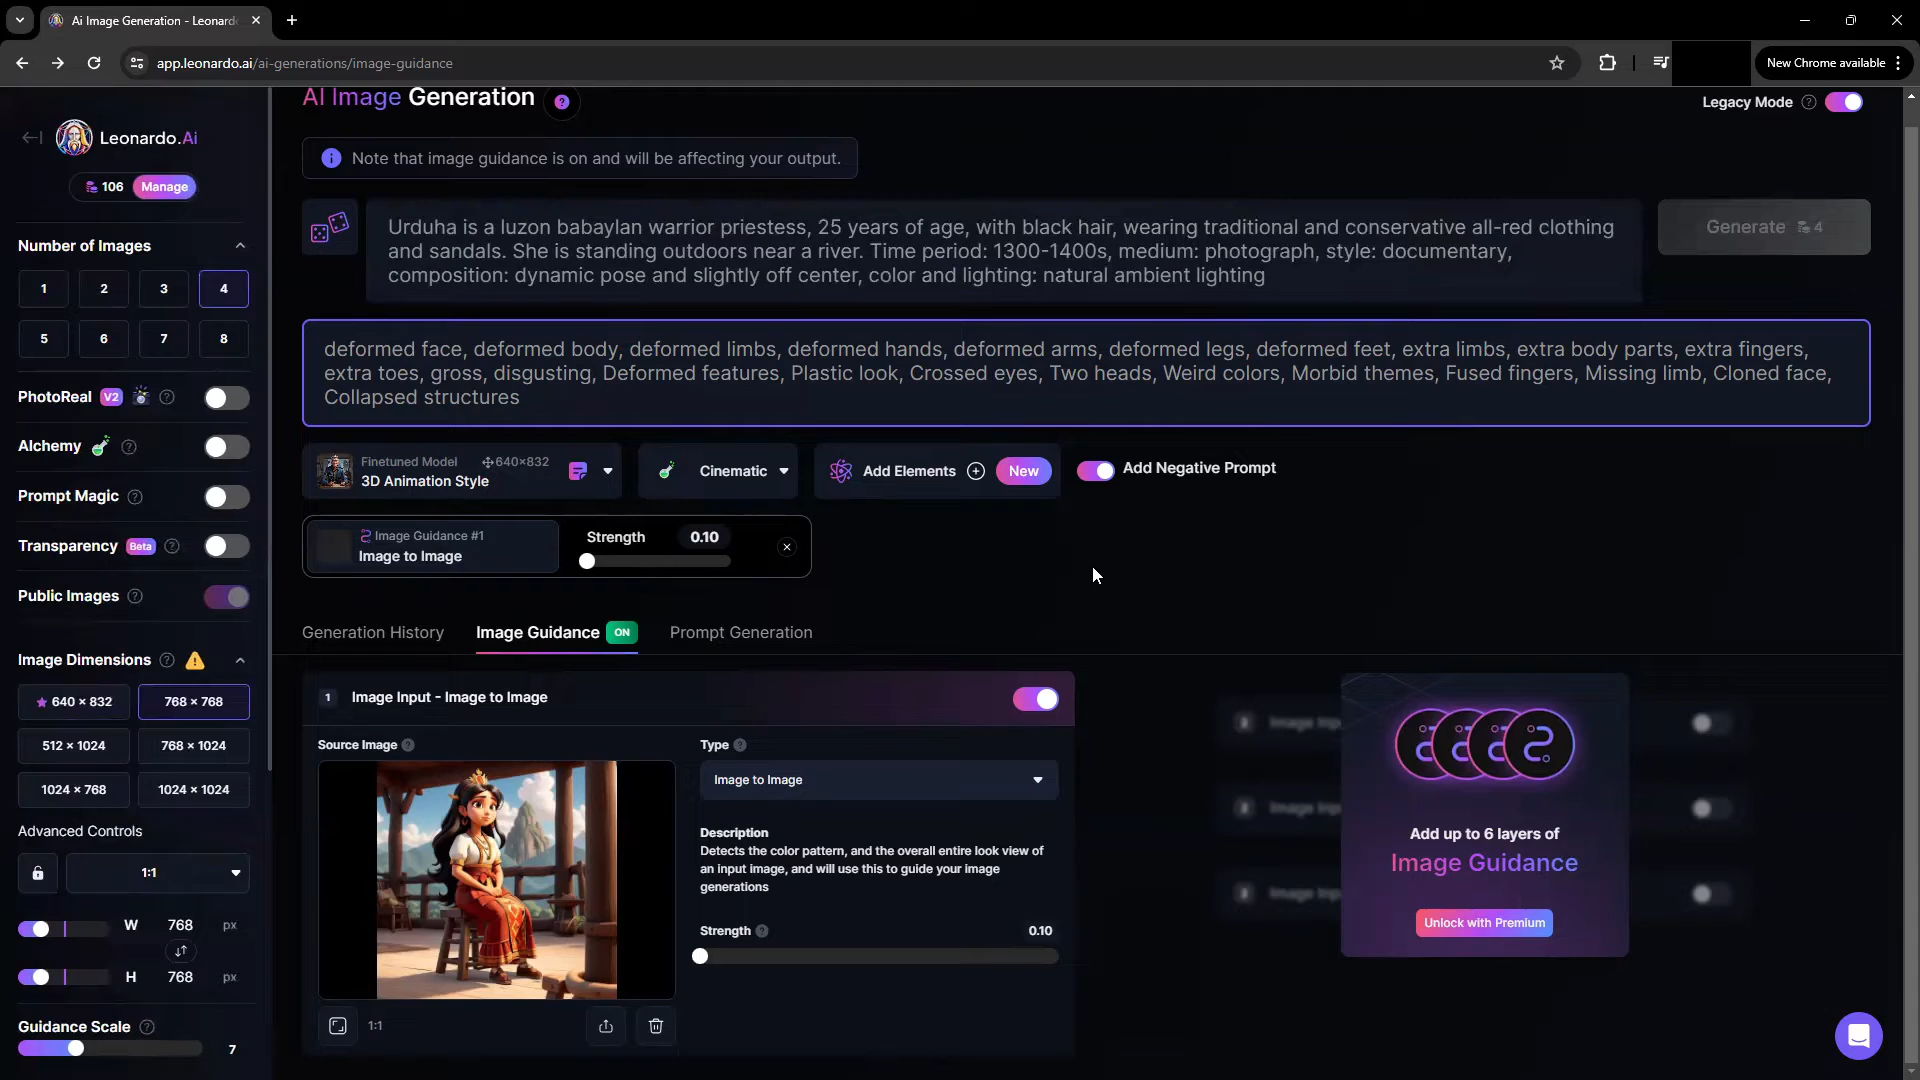 Ai Image Generation - Leonard
app.leonardo.ai/ai-generations/image-guidance
New Chrome available
Leonardo.Ai
106
Manage
Number of Images
1
2
3
4
5
6
7
8
PhotoReal V2
Alchemy
Prompt Magic
Transparency Beta
Public Images
Image Dimensions
640 × 832
768 × 768
512 × 1024
768 × 1024
1024 × 768
1024 × 1024
Advanced Controls
1:1
W 768 px
H 768 px
Guidance Scale
7
AI Image Generation
Legacy Mode
Note that image guidance is on and will be affecting your output.
Urduha is a luzon babaylan warrior priestess, 25 years of age, with black hair, wearing traditional and conservative all-red clothing
and sandals. She is standing outdoors near a river. Time period: 1300-1400s, medium: photograph, style: documentary,
composition: dynamic pose and slightly off center, color and lighting: natural ambient lighting
Generate 4
deformed face, deformed body, deformed limbs, deformed hands, deformed arms, deformed legs, deformed feet, extra limbs, extra body parts, extra fingers,
extra toes, gross, disgusting, Deformed features, Plastic look, Crossed eyes, Two heads, Weird colors, Morbid themes, Fused fingers, Missing limb, Cloned face,
Collapsed structures
Finetuned Model 640×832
3D Animation Style
Cinematic
Add Elements
New
Add Negative Prompt
Image Guidance #1
Image to Image
Strength 0.10
Generation History
Image Guidance ON
Prompt Generation
1 Image Input - Image to Image
Source Image
1:1
Type
Image to Image
Description
Detects the color pattern, and the overall entire look view of
an input image, and will use this to guide your image
generations
Strength 0.10
Image Inp
Image Inp
Image Inp
Add up to 6 layers of
Image Guidance
Unlock with Premium